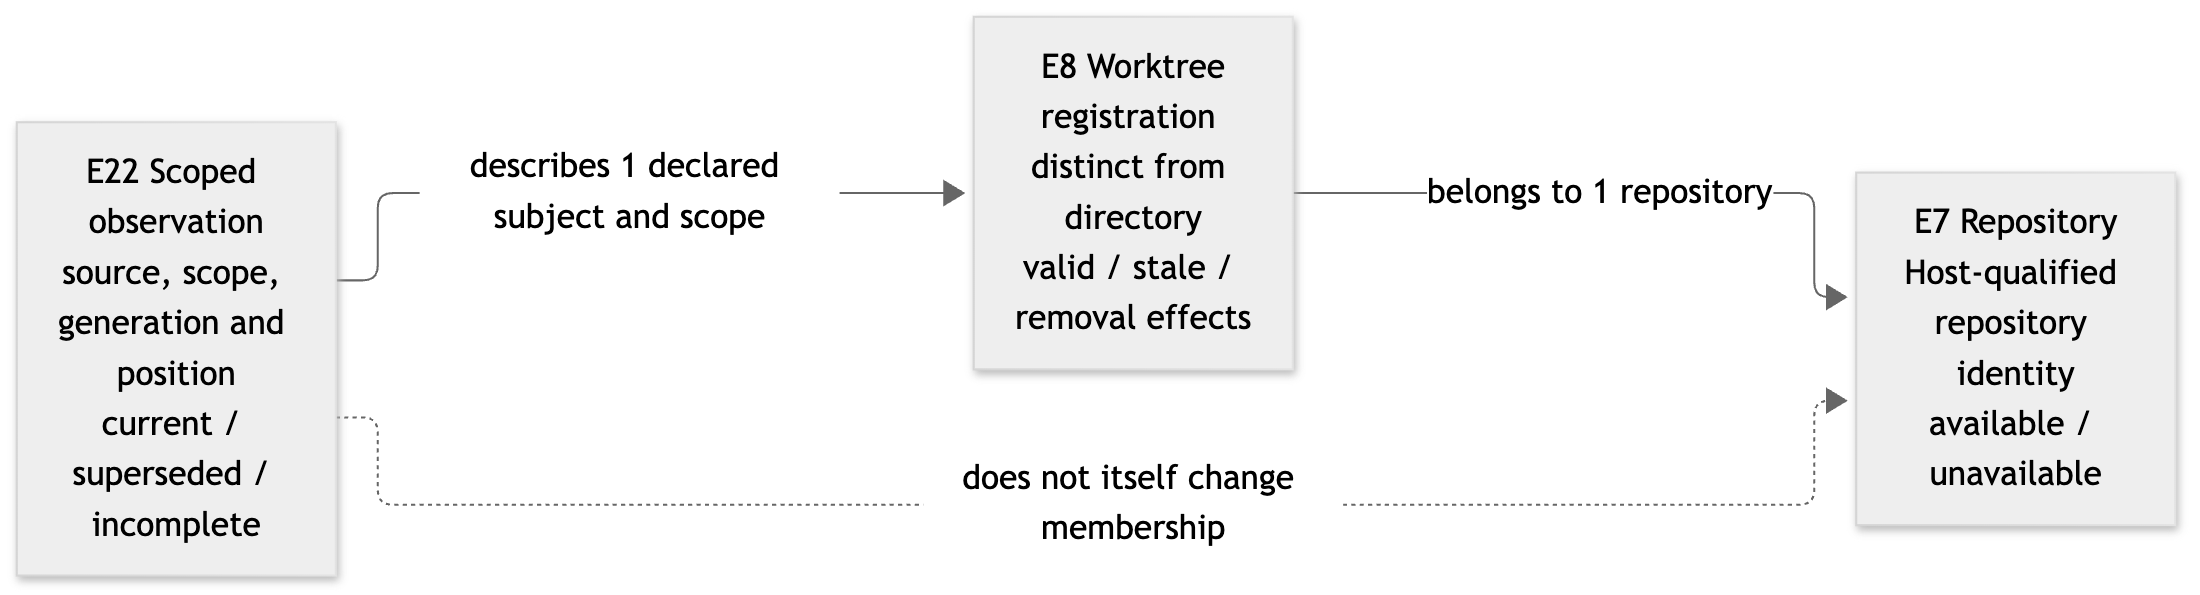 E22 Scoped
observation
source, scope,
generation and
position
current /
superseded /
incomplete
describes 1 declared
subject and scope
E8 Worktree
registration
distinct from
directory
valid / stale /
removal effects
belongs to 1 repository
does not itself change
membership
E7 Repository
Host-qualified
repository
identity
available /
unavailable